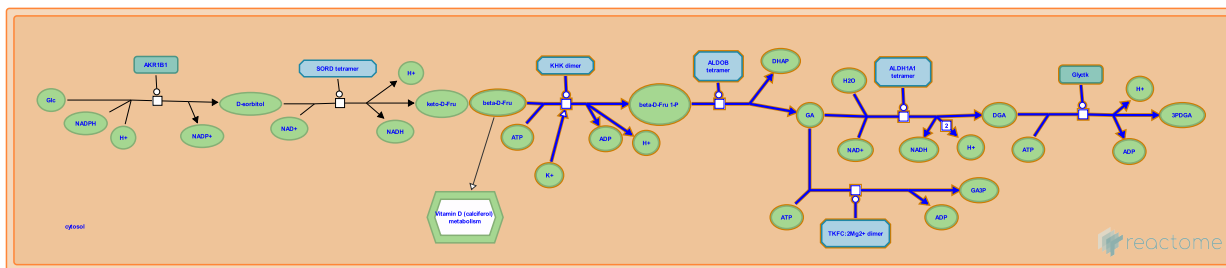 AKR1B1
SORD tetramer
KHK dimer
ALDOB
tetramer
DHAP
ALDH1A1
tetramer
Glyctk
H2O
H+
H+
Glc
D-sorbitol
keto-D-Fru
beta-D-Fru
beta-D-Fru 1-P
GA
DGA
3PDGA
NADPH
H+
NADP+
NAD+
NADH
ATP
ADP
H+
K+
NAD+
NADH
2
H+
ATP
ADP
GA3P
ATP
ADP
TKFC:2Mg2+ dimer
Vitamin D (calciferol)
metabolism
cytosol
reactome